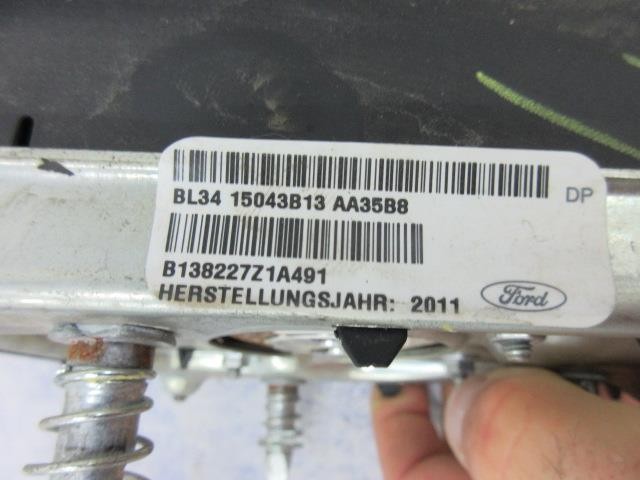 BL34 15043B13 AA35B8
DP
B138227Z1A491
HERSTELLUNGSJAHR: 2011
Ford